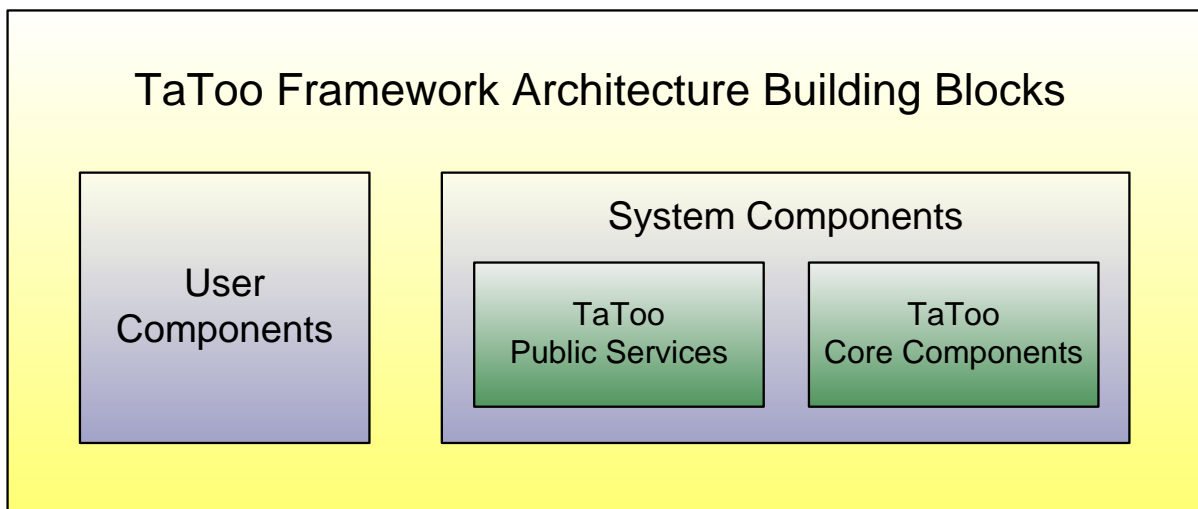 TaToo Framework Architecture Building Blocks
User
Components
System Components
TaToo
Public Services
TaToo
Core Components